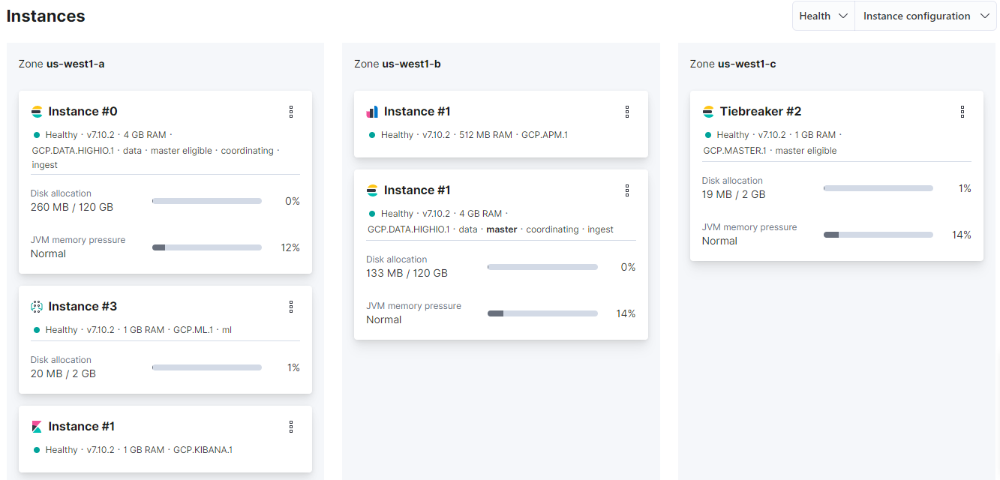 Instances
Health
Instance configuration
Zone us-west1-a
Instance #0
Healthy · v7.10.2 · 4 GB RAM ·
GCP.DATA.HIGHIO.1 · data · master eligible · coordinating ·
ingest
Disk allocation
260 MB / 120 GB
0%
JVM memory pressure
Normal
12%
Instance #3
Healthy · v7.10.2 · 1 GB RAM · GCP.ML.1 · ml
Disk allocation
20 MB / 2 GB
1%
Instance #1
Healthy · v7.10.2 · 1 GB RAM · GCP.KIBANA.1
Zone us-west1-b
Instance #1
Healthy · v7.10.2 · 512 MB RAM · GCP.APM.1
Instance #1
Healthy · v7.10.2 · 4 GB RAM ·
GCP.DATA.HIGHIO.1 · data · master · coordinating · ingest
Disk allocation
133 MB / 120 GB
0%
JVM memory pressure
Normal
14%
Zone us-west1-c
Tiebreaker #2
Healthy · v7.10.2 · 1 GB RAM ·
GCP.MASTER.1 · master eligible
Disk allocation
19 MB / 2 GB
1%
JVM memory pressure
Normal
14%